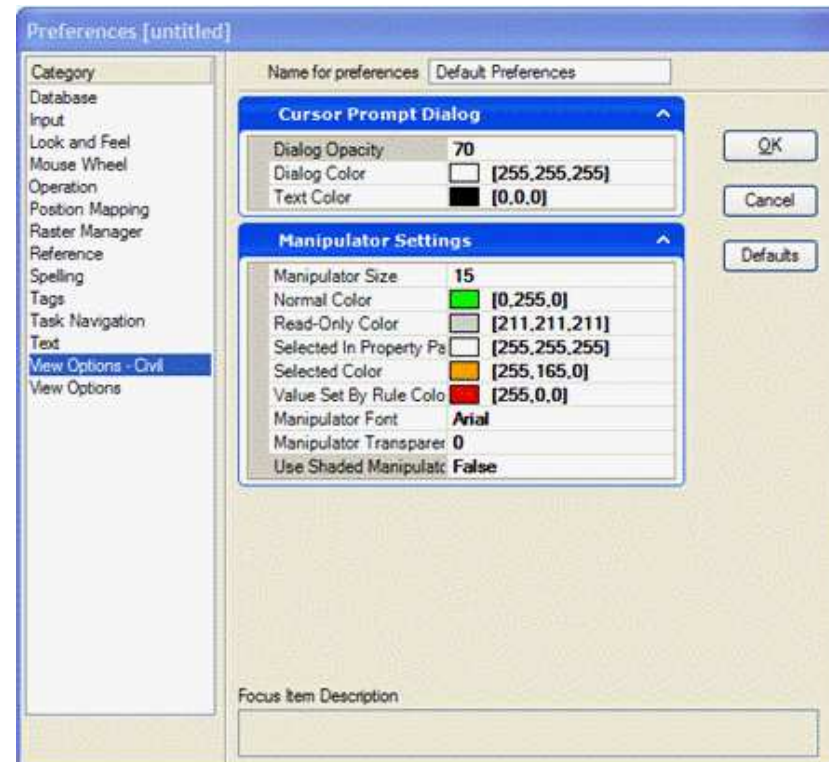 Preferences [untitled]
Category
Database
Input
Look and Feel
Mouse Wheel
Operation
Postion Mapping
Raster Manager
Reference
Spelling
Tags
Task Navigation
Text
View Options - Civil
View Options
Name for preferences Default Preferences
Cursor Prompt Dialog
Dialog Opacity 70
Dialog Color [255,255,255]
Text Color [0,0,0]
Manipulator Settings
Manipulator Size 15
Normal Color [0,255,0]
Read-Only Color [211,211,211]
Selected In Property Pa [255,255,255]
Selected Color [255,165,0]
Value Set By Rule Colo [255,0,0]
Manipulator Font Arial
Manipulator Transparer 0
Use Shaded Manipulatc False
OK
Cancel
Defaults
Focus Item Description